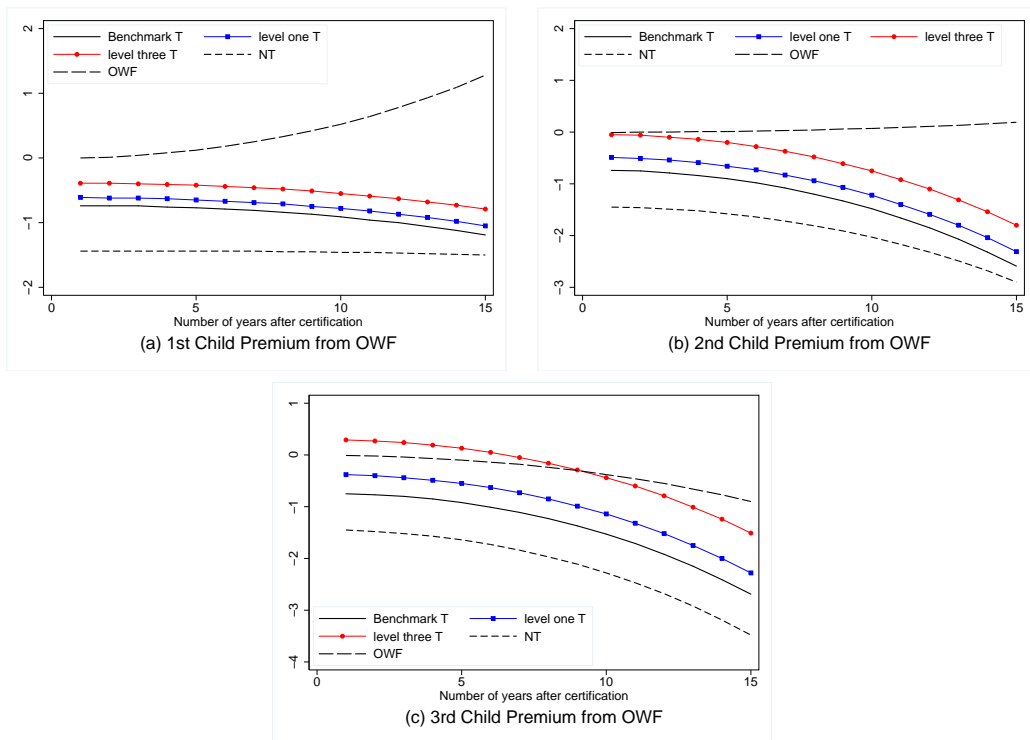 2
1
0
−1
−2
Benchmark T
level one T
level three T
NT
OWF
0
5
10
15
Number of years after certification
(a) 1st Child Premium from OWF
2
1
0
−1
−2
−3
Benchmark T
level one T
level three T
NT
OWF
0
5
10
15
Number of years after certification
(b) 2nd Child Premium from OWF
1
0
−1
−2
−3
−4
Benchmark T
level one T
level three T
NT
OWF
0
5
10
15
Number of years after certification
(c) 3rd Child Premium from OWF